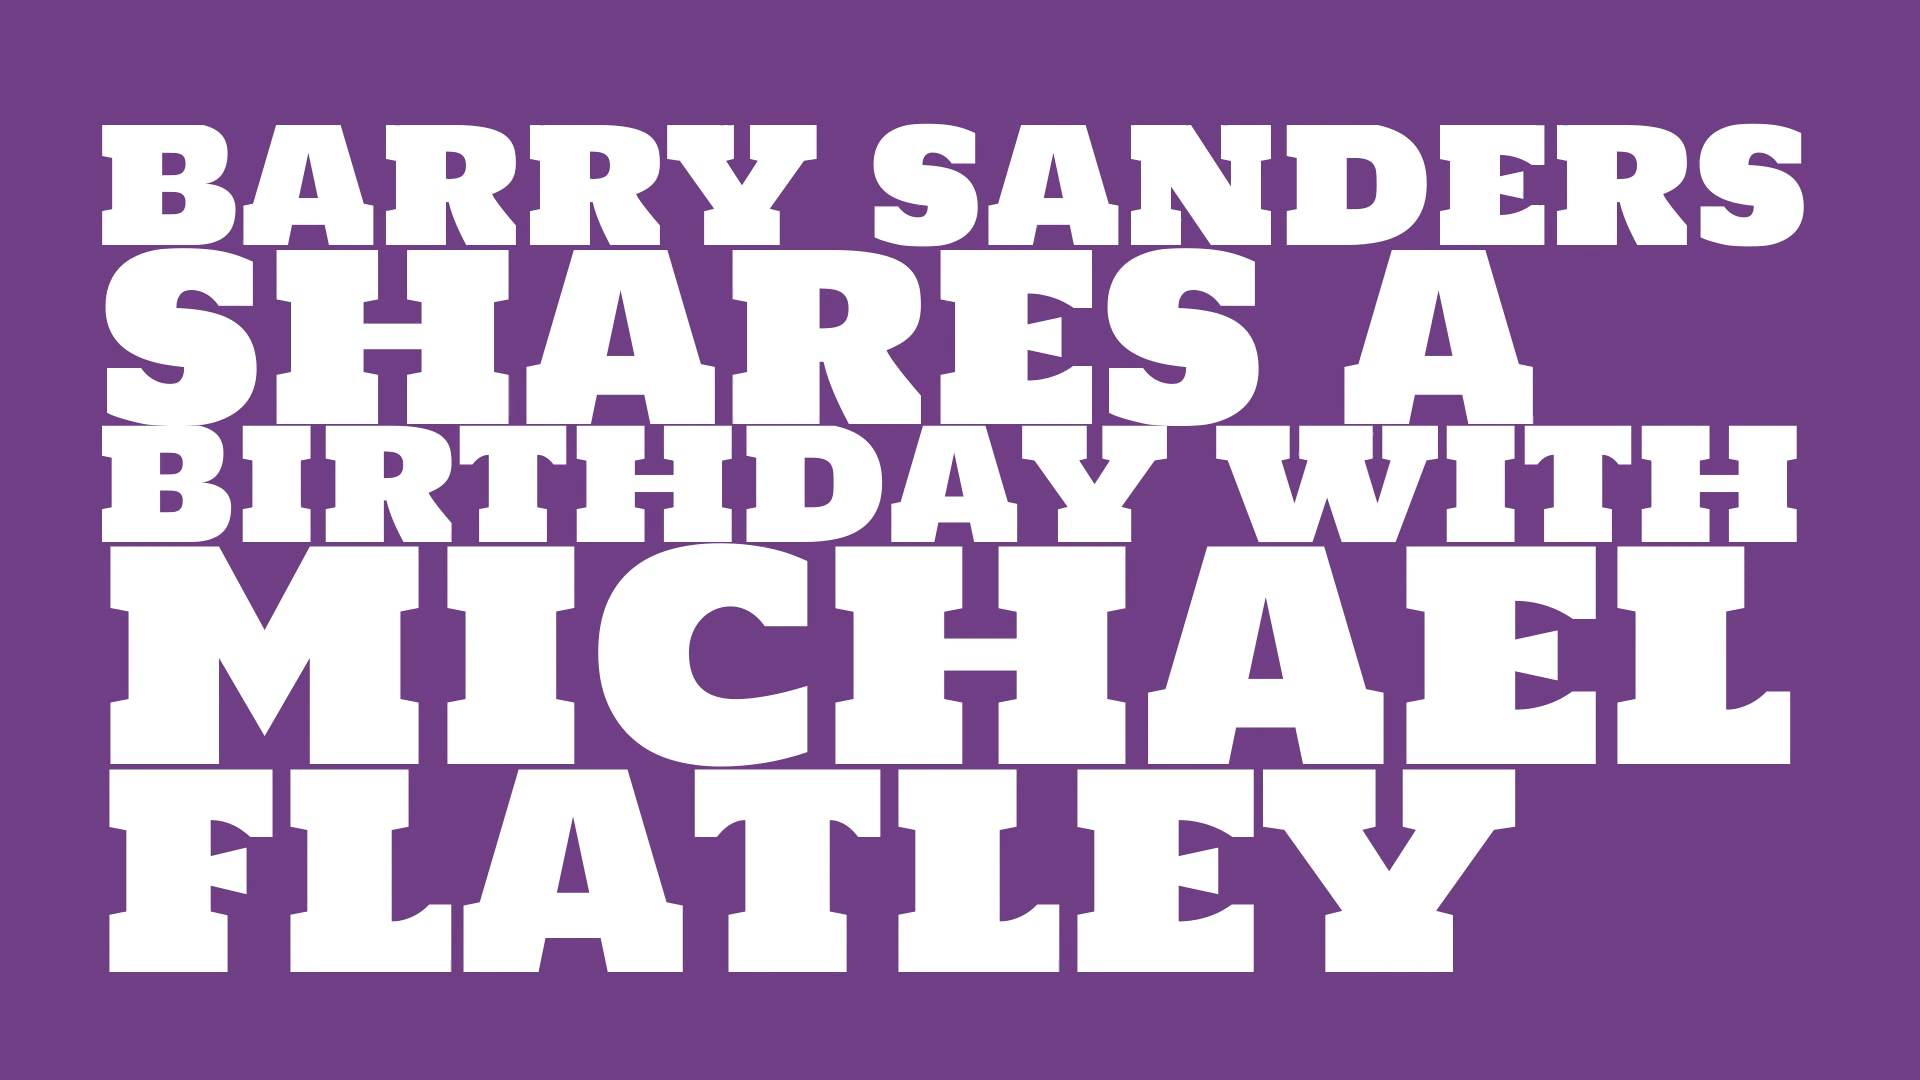 BARRY SANDERS
SHARES A
BIRTHDAY WITH
MICHAEL
FLATLEY